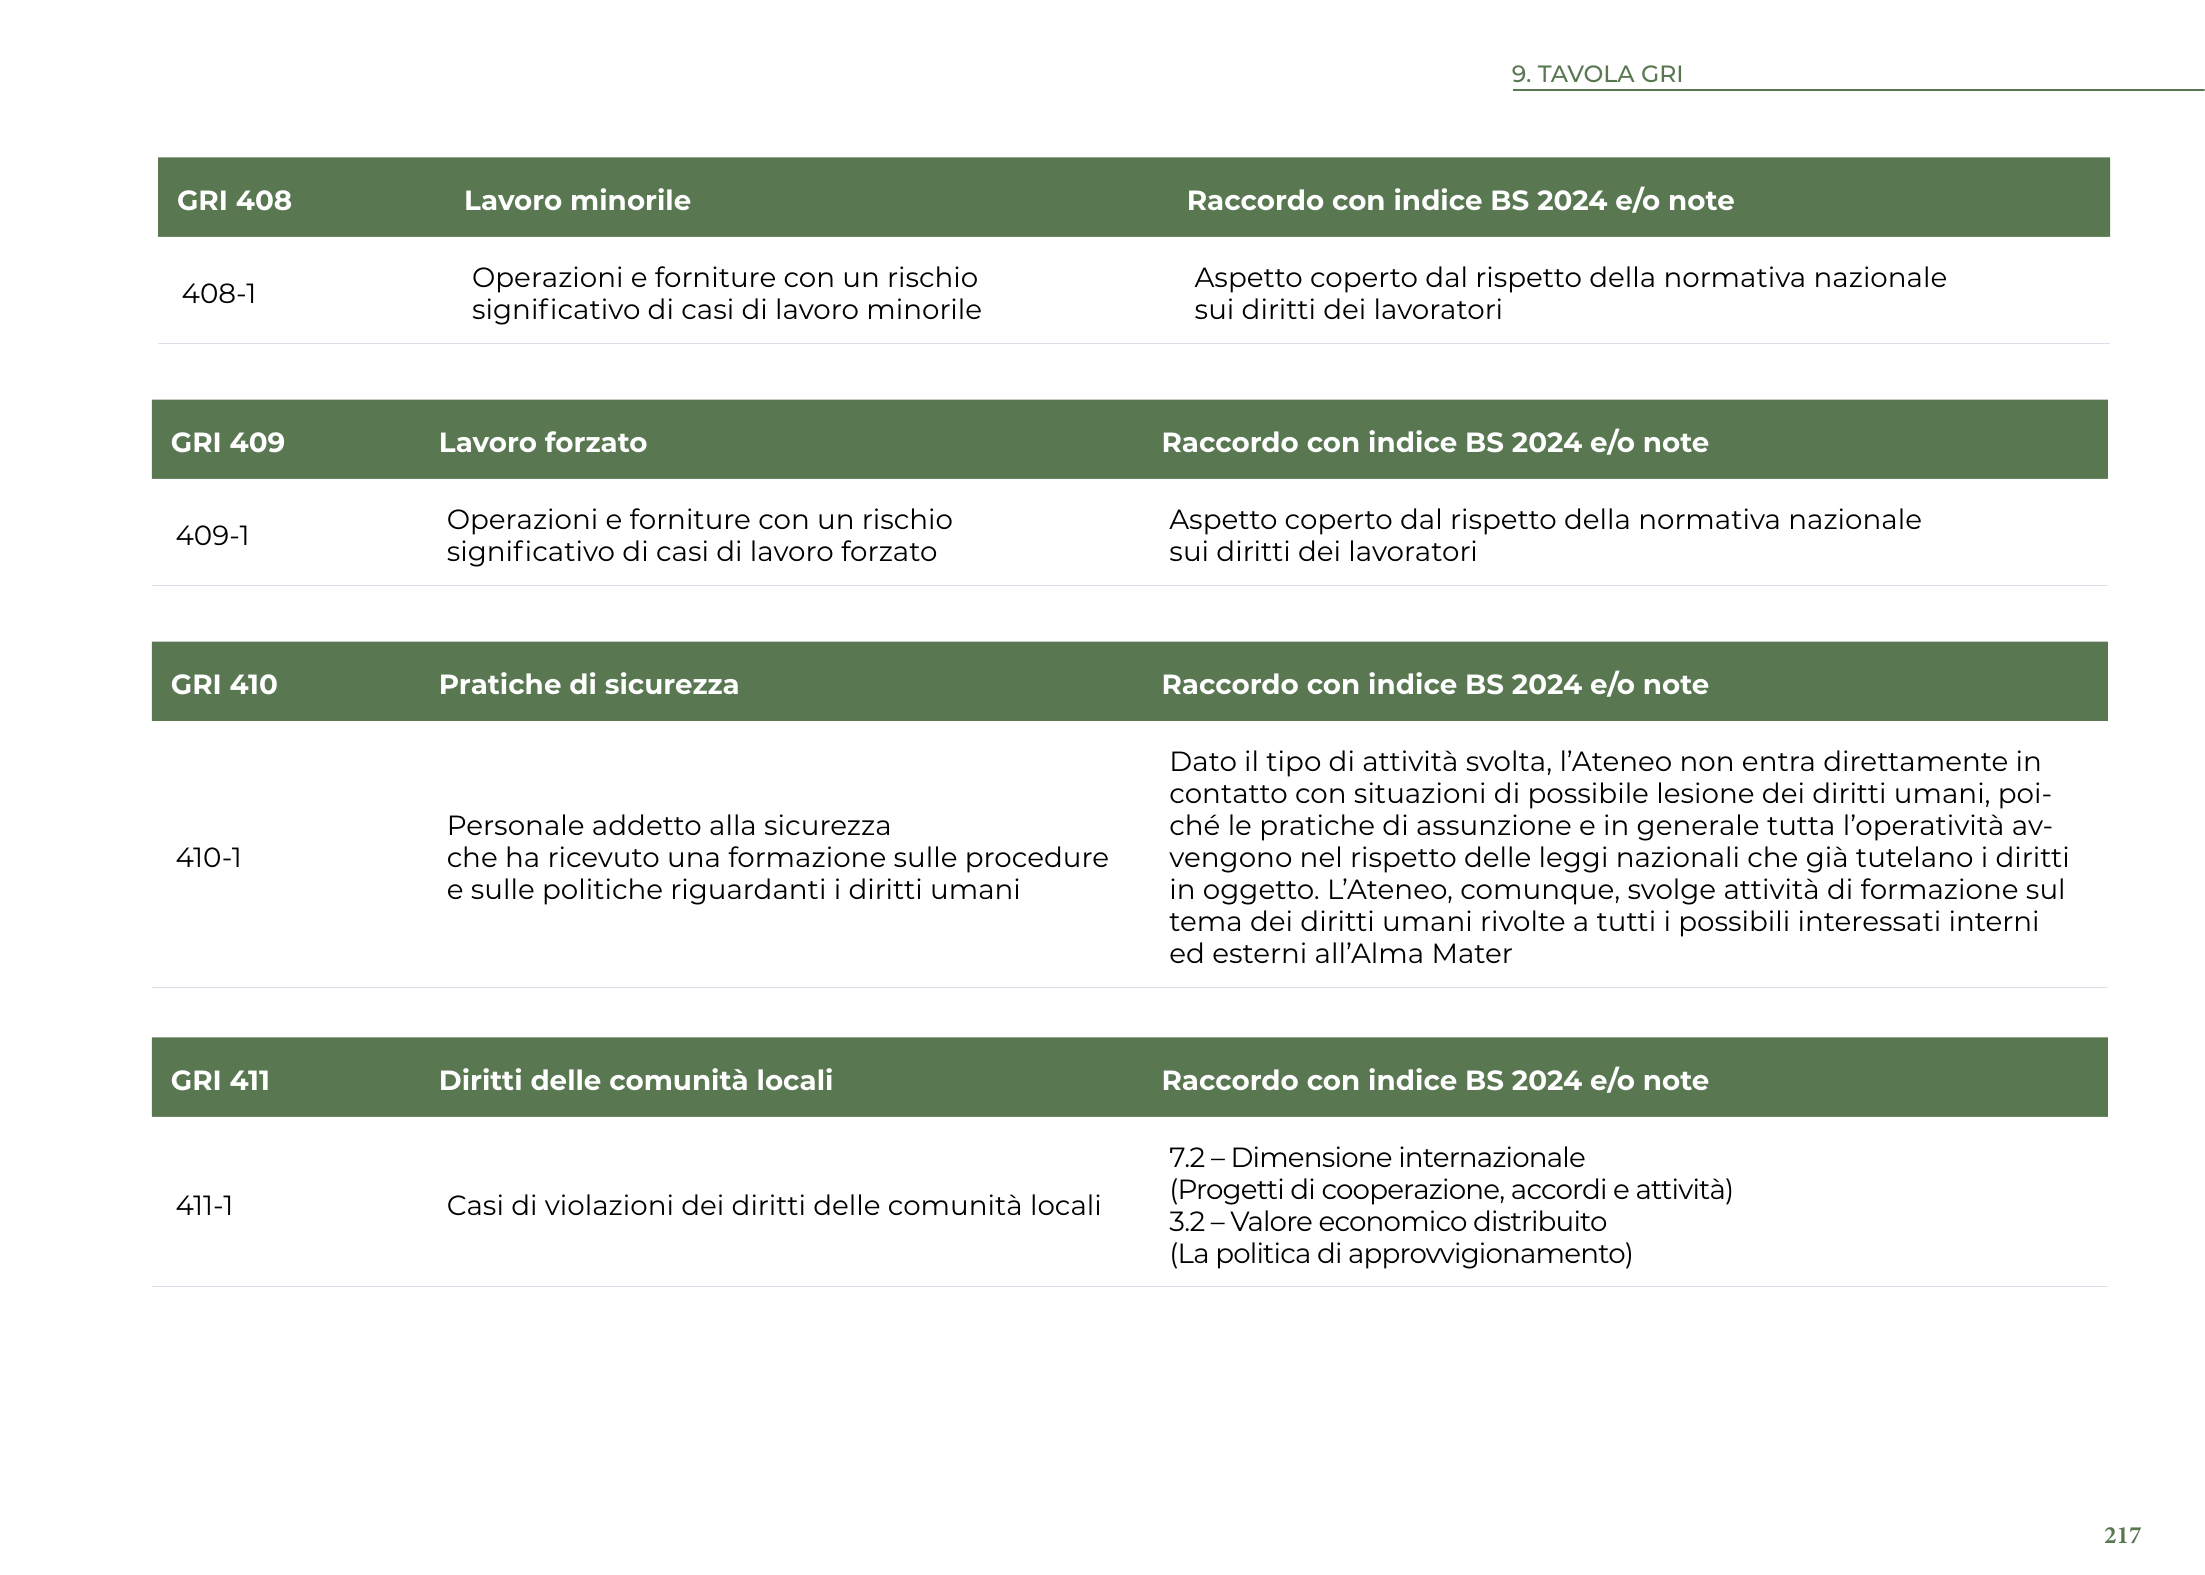 9. TAVOLA GRI
GRI 408 Lavoro minorile Raccordo con indice BS 2024 e/o note
408-1
Operazioni e forniture con un rischio
significativo di casi di lavoro minorile
Aspetto coperto dal rispetto della normativa nazionale
sui diritti dei lavoratori
GRI 409 Lavoro forzato Raccordo con indice BS 2024 e/o note
409-1
Operazioni e forniture con un rischio
significativo di casi di lavoro forzato
Aspetto coperto dal rispetto della normativa nazionale
sui diritti dei lavoratori
GRI 410 Pratiche di sicurezza Raccordo con indice BS 2024 e/o note
410-1
Personale addetto alla sicurezza
che ha ricevuto una formazione sulle procedure
e sulle politiche riguardanti i diritti umani
Dato il tipo di attività svolta, l’Ateneo non entra direttamente in
contatto con situazioni di possibile lesione dei diritti umani, poi-
ché le pratiche di assunzione e in generale tutta l’operatività av-
vengono nel rispetto delle leggi nazionali che già tutelano i diritti
in oggetto. L’Ateneo, comunque, svolge attività di formazione sul
tema dei diritti umani rivolte a tutti i possibili interessati interni
ed esterni all’Alma Mater
GRI 411 Diritti delle comunità locali Raccordo con indice BS 2024 e/o note
411-1
Casi di violazioni dei diritti delle comunità locali
7.2 – Dimensione internazionale
(Progetti di cooperazione, accordi e attività)
3.2 – Valore economico distribuito
(La politica di approvvigionamento)
217